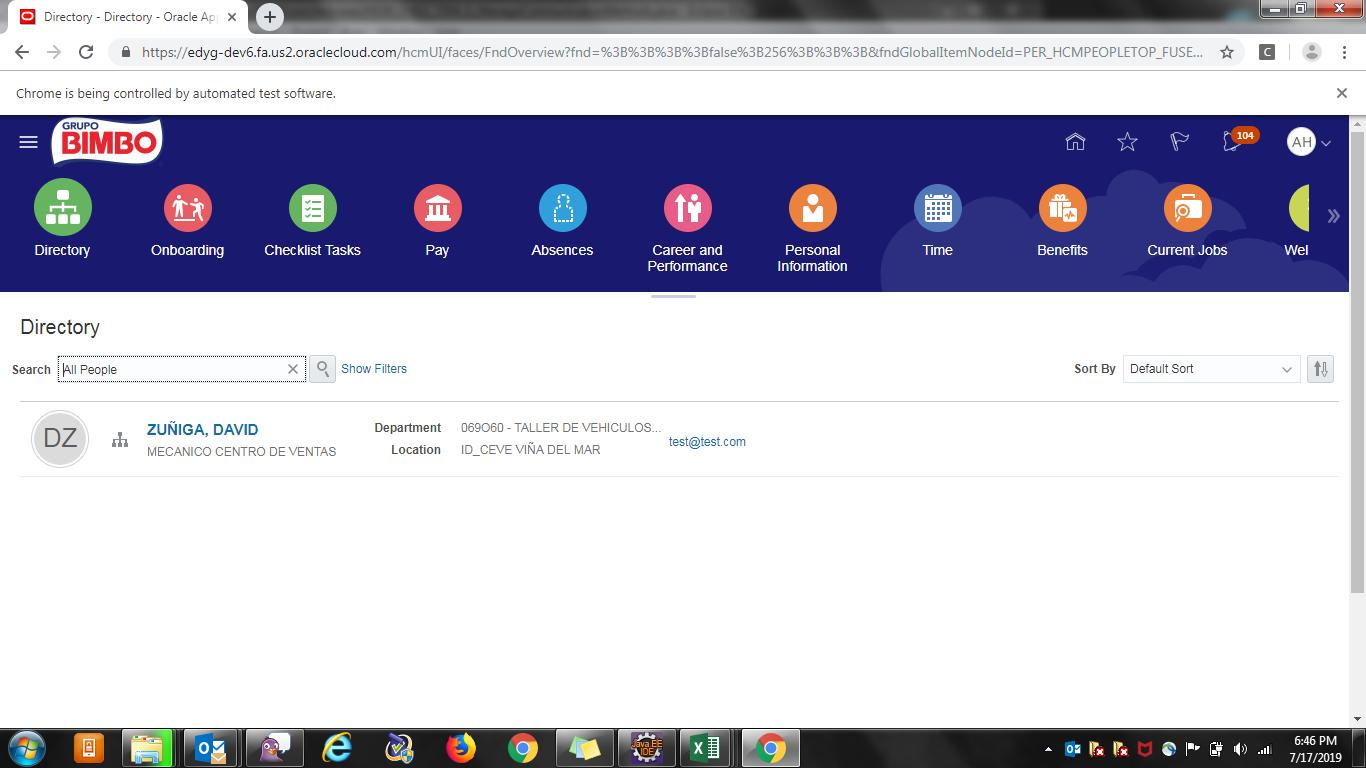 Directory - Directory - Oracle Ap
https://edyg-dev6.fa.us2.oraclecloud.com/hcmUI/faces/FndOverview?fnd=%3B%3B%3B%3Bfalse%3B256%3B%3B%3B&fndGlobalItemNodeId=PER_HCMPEOPLETOP_FUSE...
C
Chrome is being controlled by automated test software.
GRUPO
BIMBO
104
AH
Directory
Onboarding
Checklist Tasks
Pay
Absences
Career and
Performance
Personal
Information
Time
Benefits
Current Jobs
Wel
Directory
Search
All People
Show Filters
Sort By
Default Sort
DZ
ZUÑIGA, DAVID
MECANICO CENTRO DE VENTAS
Department
069O60 - TALLER DE VEHICULOS...
Location
ID_CEVE VIÑA DEL MAR
test@test.com
Java EE
IDE
6:46 PM
7/17/2019